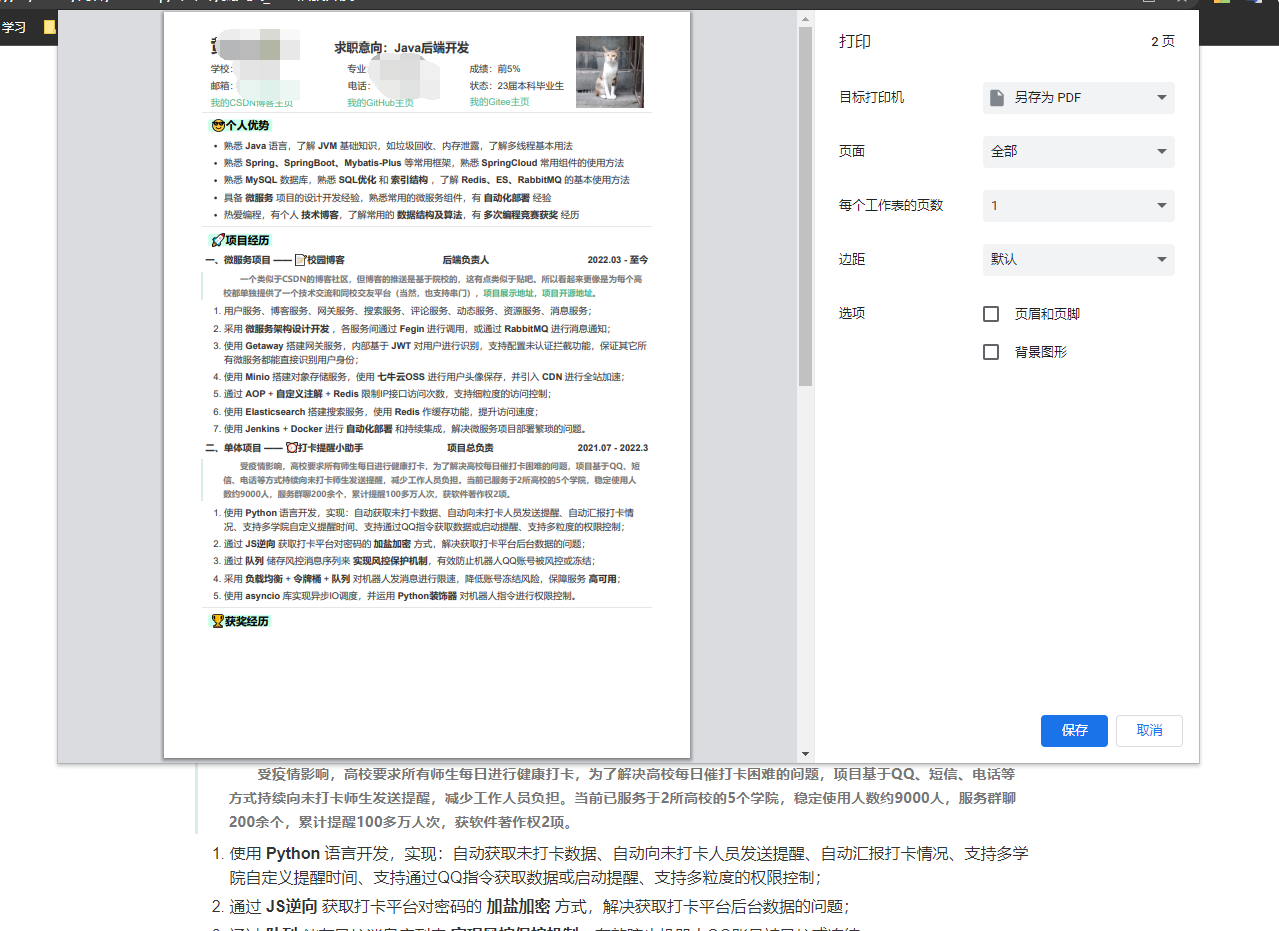 学习
求职意向：Java后端开发
学校：
专业
成绩：前5%
邮箱：
电话：
状态：23届本科毕业生
我的CSDN博客主页
我的GitHub主页
我的Gitee主页
😎个人优势
• 熟悉 Java 语言，了解 JVM 基础知识，如垃圾回收、内存泄露，了解多线程基本用法
• 熟悉 Spring、SpringBoot、Mybatis-Plus 等常用框架，熟悉 SpringCloud 常用组件的使用方法
• 熟悉 MySQL 数据库，熟悉 SQL优化 和 索引结构 ，了解 Redis、ES、RabbitMQ 的基本使用方法
• 具备 微服务 项目的设计开发经验，熟悉常用的微服务组件，有 自动化部署 经验
• 热爱编程，有个人 技术博客，了解常用的 数据结构及算法，有 多次编程竞赛获奖 经历
🚀项目经历
一、微服务项目 —— 📝校园博客 后端负责人 2022.03 - 至今
一个类似于CSDN的博客社区，但博客的推送是基于院校的，这有点类似于贴吧。所以看起来更像是为每个高
校都单独提供了一个技术交流和同校交友平台（当然，也支持串门），项目展示地址，项目开源地址。
1. 用户服务、博客服务、网关服务、搜索服务、评论服务、动态服务、资源服务、消息服务；
2. 采用 微服务架构设计开发 ，各服务间通过 Fegin 进行调用，或通过 RabbitMQ 进行消息通知；
3. 使用 Getaway 搭建网关服务，内部基于 JWT 对用户进行识别，支持配置未认证拦截功能，保证其它所
有微服务都能直接识别用户身份；
4. 使用 Minio 搭建对象存储服务，使用 七牛云OSS 进行用户头像保存，并引入 CDN 进行全站加速；
5. 通过 AOP + 自定义注解 + Redis 限制IP接口访问次数，支持细粒度的访问控制；
6. 使用 Elasticsearch 搭建搜索服务，使用 Redis 作缓存功能，提升访问速度；
7. 使用 Jenkins + Docker 进行 自动化部署 和持续集成，解决微服务项目部署繁琐的问题。
二、单体项目 —— ⏰打卡提醒小助手 项目总负责 2021.07 - 2022.3
受疫情影响，高校要求所有师生每日进行健康打卡，为了解决高校每日催打卡困难的问题，项目基于QQ、短
信、电话等方式持续向未打卡师生发送提醒，减少工作人员负担。当前已服务于2所高校的5个学院，稳定使用人
数约9000人，服务群聊200余个，累计提醒100多万人次，获软件著作权2项。
1. 使用 Python 语言开发，实现：自动获取未打卡数据、自动向未打卡人员发送提醒、自动汇报打卡情
况、支持多学院自定义提醒时间、支持通过QQ指令获取数据或启动提醒、支持多粒度的权限控制；
2. 通过 JS逆向 获取打卡平台对密码的 加盐加密 方式，解决获取打卡平台后台数据的问题；
3. 通过 队列 储存风控消息序列来 实现风控保护机制，有效防止机器人QQ账号被风控或冻结；
4. 采用 负载均衡 + 令牌桶 + 队列 对机器人发消息进行限速，降低账号冻结风险，保障服务 高可用；
5. 使用 asyncio 库实现异步IO调度，并运用 Python装饰器 对机器人指令进行权限控制。
🏆获奖经历
打印
2 页
目标打印机
另存为 PDF
页面
全部
每个工作表的页数
1
边距
默认
选项
页眉和页脚
背景图形
保存
取消
受疫情影响，高校要求所有师生每日进行健康打卡，为了解决高校每日催打卡困难的问题，项目基于QQ、短信、电话等
方式持续向未打卡师生发送提醒，减少工作人员负担。当前已服务于2所高校的5个学院，稳定使用人数约9000人，服务群聊
200余个，累计提醒100多万人次，获软件著作权2项。
1. 使用 Python 语言开发，实现：自动获取未打卡数据、自动向未打卡人员发送提醒、自动汇报打卡情况、支持多学
院自定义提醒时间、支持通过QQ指令获取数据或启动提醒、支持多粒度的权限控制；
2. 通过 JS逆向 获取打卡平台对密码的 加盐加密 方式，解决获取打卡平台后台数据的问题；